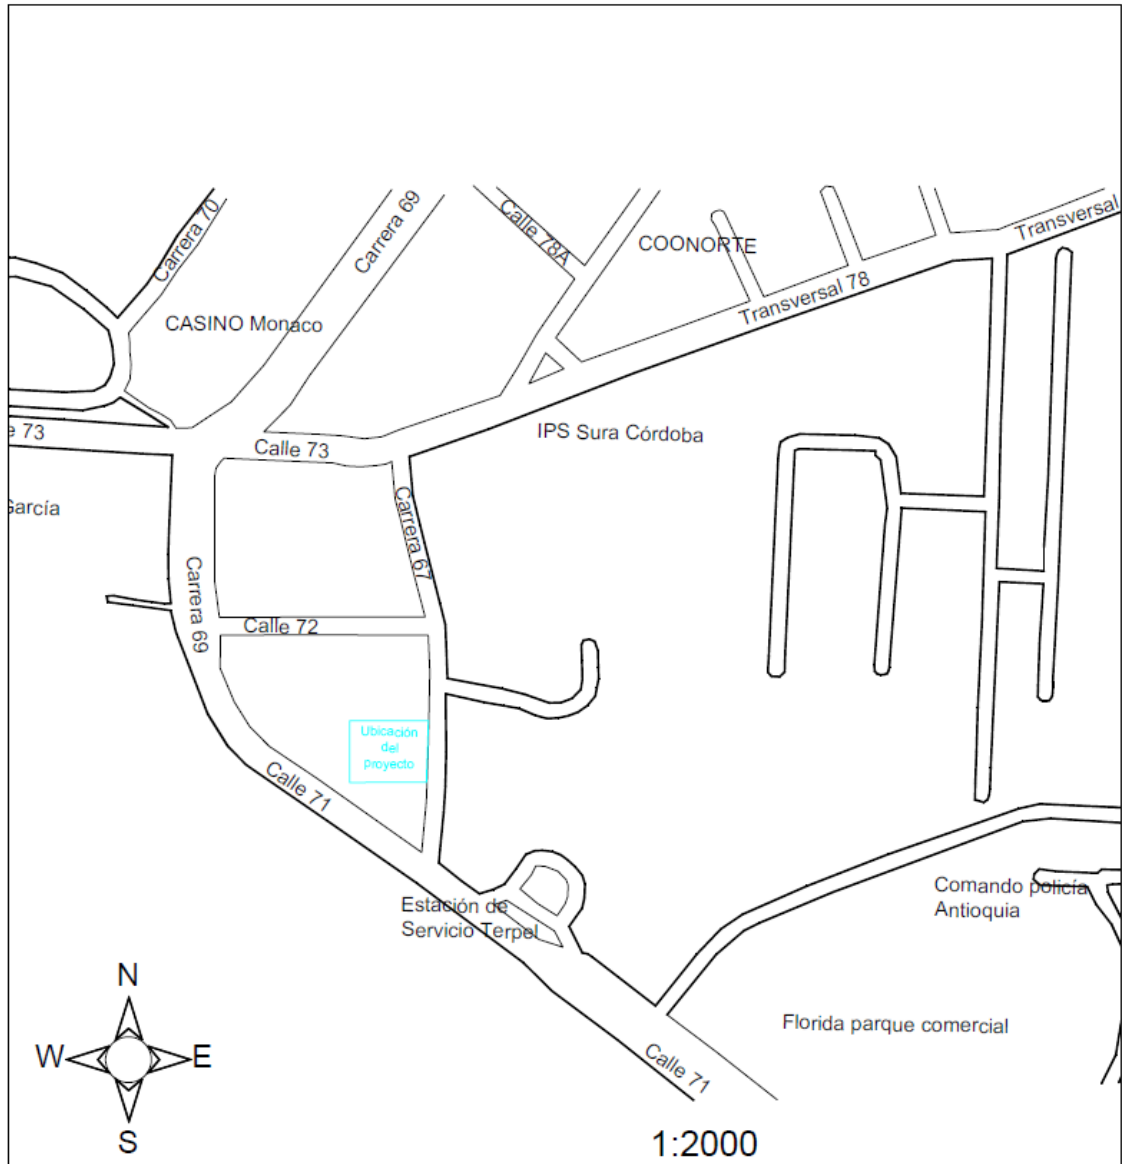 Carrera 70
Carrera 69
Calle 78A
COONORTE
Transversal
Transversal 78
CASINO Monaco
e 73
Calle 73
IPS Sura Córdoba
García
Carrera 67
Carrera 69
Calle 72
Ubicación
del
proyecto
Calle 71
Estación de
Servicio Terpel
Comando policía
Antioquia
Florida parque comercial
Calle 71
N
W
E
S
1:2000